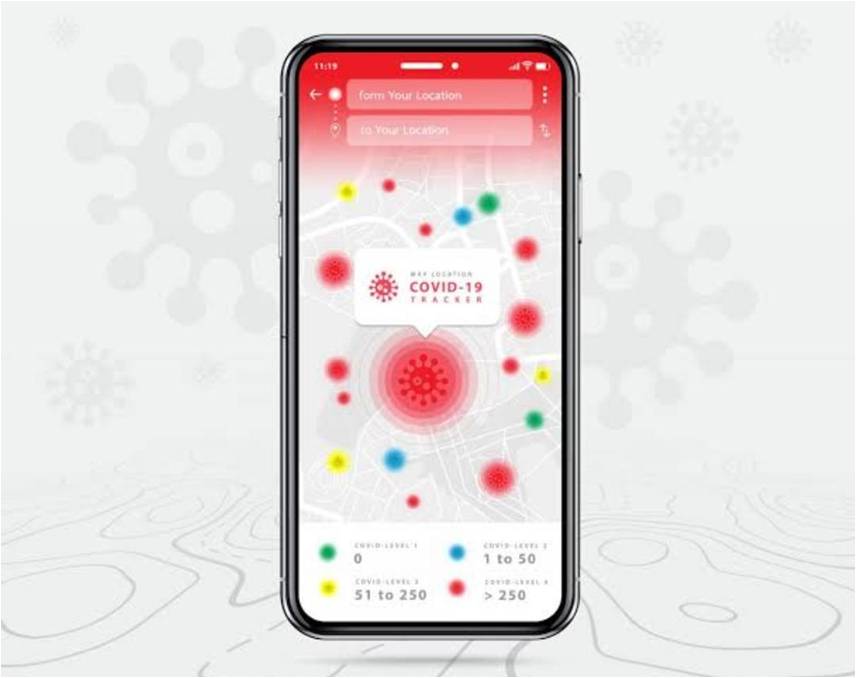 11:19
form Your Location
to Your Location
MAP LOCATION
COVID-19
TRACKER
COVID-LEVEL 1
0
COVID-LEVEL 2
1 to 50
COVID-LEVEL 3
51 to 250
COVID-LEVEL 4
> 250